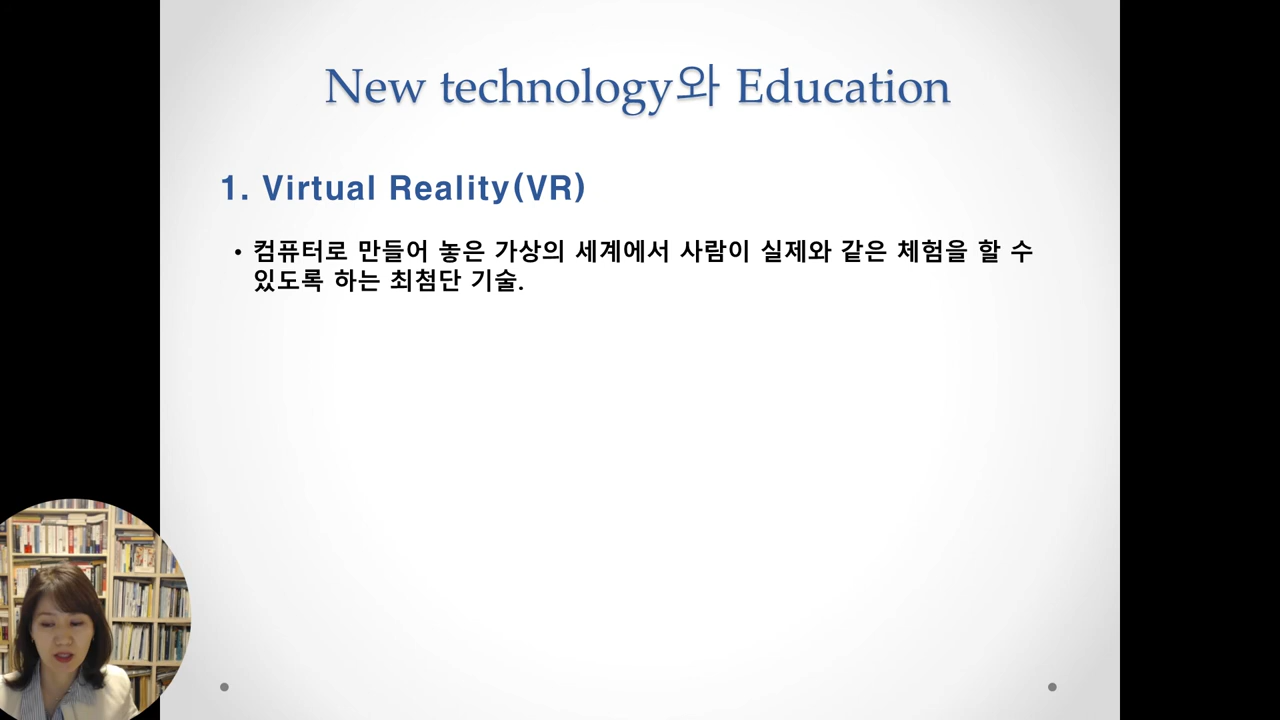 New technology와 Education
1. Virtual Reality(VR)
• 컴퓨터로 만들어 놓은 가상의 세계에서 사람이 실제와 같은 체험을 할 수
있도록 하는 최첨단 기술.